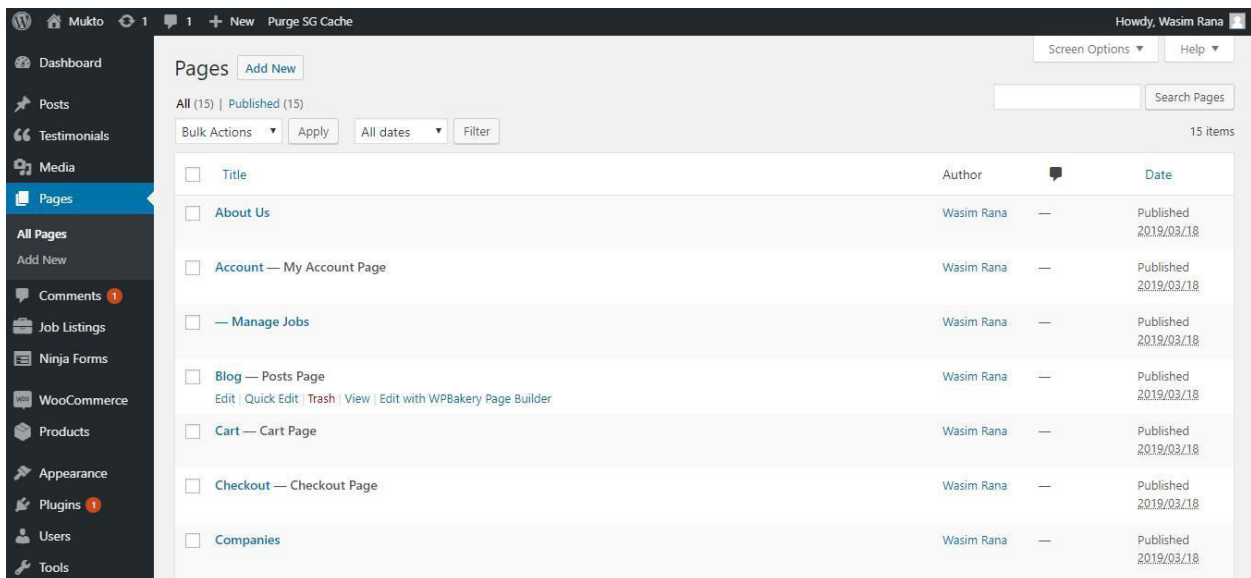 Mukto 1 1 New Purge SG Cache Howdy, Wasim Rana
Dashboard
Posts
Testimonials
Media
Pages
All Pages
Add New
Comments 1
Job Listings
Ninja Forms
WooCommerce
Products
Appearance
Plugins 1
Users
Tools
Screen Options ▼ Help ▼
Pages Add New
All (15) | Published (15)
Search Pages
Bulk Actions ▼ Apply All dates ▼ Filter
15 items
Title Author Date
About Us Wasim Rana — Published
2019/03/18
Account — My Account Page Wasim Rana — Published
2019/03/18
— Manage Jobs Wasim Rana — Published
2019/03/18
Blog — Posts Page Wasim Rana — Published
Edit | Quick Edit | Trash | View | Edit with WPBakery Page Builder 2019/03/18
Cart — Cart Page Wasim Rana — Published
2019/03/18
Checkout — Checkout Page Wasim Rana — Published
2019/03/18
Companies Wasim Rana — Published
2019/03/18